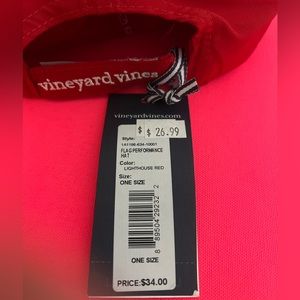 vineyard vines
vineyardvines.com
$ $ 26.99
Style:
FLAG PERFORMANCE
HAT
Color:
LIGHTHOUSE RED
Size:
ONE SIZE
ONE SIZE
PRICE:$34.00